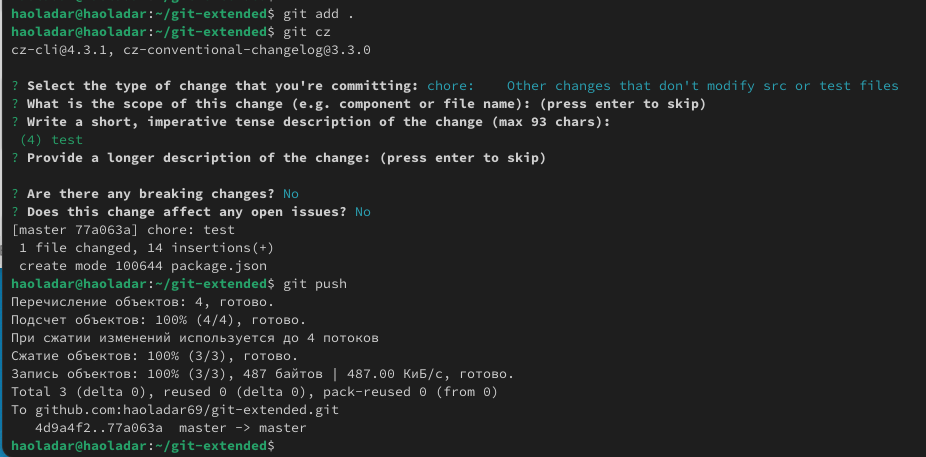 haoladar@haoladar:~/git-extended$ git add .
haoladar@haoladar:~/git-extended$ git cz
cz-cli@4.3.1, cz-conventional-changelog@3.3.0
? Select the type of change that you're committing: chore:    Other changes that don't modify src or test files
? What is the scope of this change (e.g. component or file name): (press enter to skip)
? Write a short, imperative tense description of the change (max 93 chars):
(4) test
? Provide a longer description of the change: (press enter to skip)
? Are there any breaking changes? No
? Does this change affect any open issues? No
[master 77a063a] chore: test
1 file changed, 14 insertions(+)
create mode 100644 package.json
haoladar@haoladar:~/git-extended$ git push
Перечисление объектов: 4, готово.
Подсчет объектов: 100% (4/4), готово.
При сжатии изменений используется до 4 потоков
Сжатие объектов: 100% (3/3), готово.
Запись объектов: 100% (3/3), 487 байтов | 487.00 КиБ/с, готово.
Total 3 (delta 0), reused 0 (delta 0), pack-reused 0 (from 0)
To github.com:haoladar69/git-extended.git
4d9a4f2..77a063a  master -> master
haoladar@haoladar:~/git-extended$